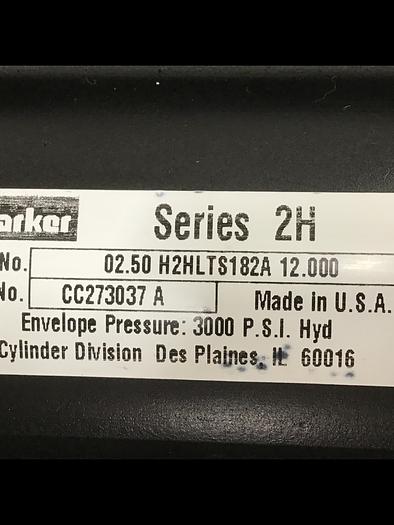 arker Series 2H
No. 02.50 H2HLTS182A 12.000
No. CC273037 A Made in U.S.A.
Envelope Pressure: 3000 P.S.I. Hyd
Cylinder Division Des Plaines, IL 60016